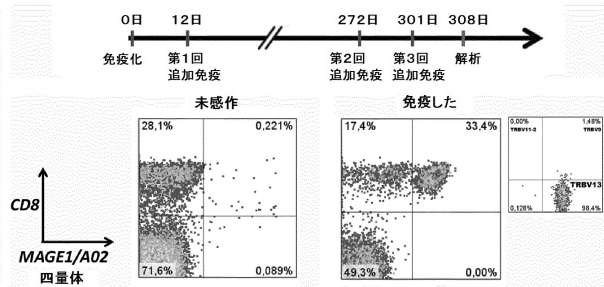 0日 12日 272日 301日 308日
免疫化 第1回 第2回 第3回 解析
追加免疫 追加免疫 追加免疫
未感作 免疫した
28,1% 0,221% 17,4% 33,4% 0,00% 1,48%
TRBV11-2
TRBV13
CD8
0,128% 98,4%
MAGE1/A02
71,6% 0,089% 49,3% 0,00%
四量体